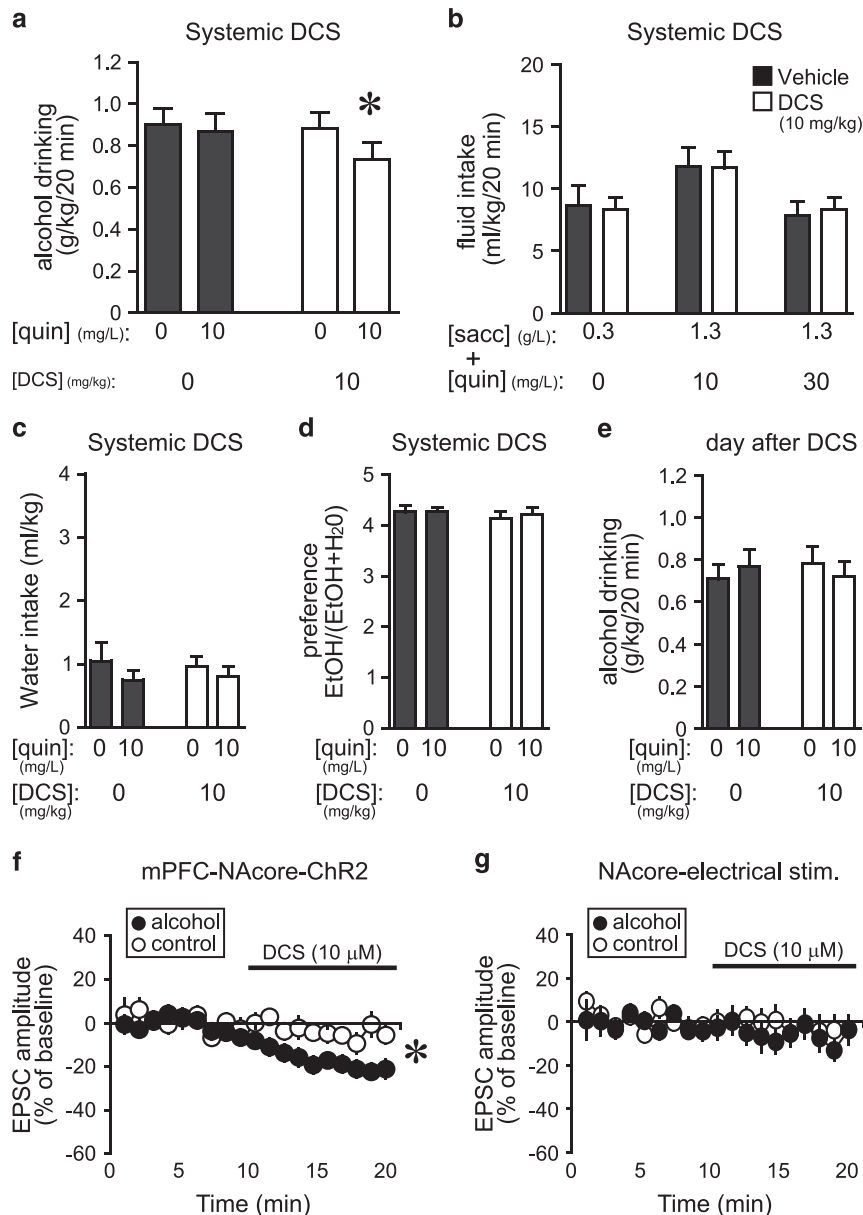 a
Systemic DCS
alcohol drinking
(g/kg/20 min)
1.2
1.0
0.8
0.6
0.4
0.2
0
*
[quin] (mg/L): 0 10 0 10
[DCS] (mg/kg): 0 10
b
Systemic DCS
fluid intake
(ml/kg/20 min)
20
15
10
5
0
Vehicle
DCS
(10 mg/kg)
[sacc] (g/L) 0.3 1.3 1.3
+
[quin] (mg/L) 0 10 30
c
Systemic DCS
Water intake (ml/kg)
4
3
2
1
0
[quin]: 0 10 0 10
(mg/L)
[DCS]: 0 10
(mg/kg)
d
Systemic DCS
preference
EtOH/(EtOH+H20)
5
4
3
2
1
0
[quin]: 0 10 0 10
(mg/L)
[DCS]: 0 10
(mg/kg)
e
day after DCS
alcohol drinking
(g/kg/20 min)
1.2
1.0
0.8
0.6
0.4
0.2
0
[quin]: 0 10 0 10
(mg/L)
[DCS]: 0 10
(mg/kg)
f
mPFC-NAcore-ChR2
EPSC amplitude
(% of baseline)
40
20
0
-20
-40
-60
alcohol
control
DCS (10 μM)
*
0 5 10 15 20
Time (min)
g
NAcore-electrical stim.
EPSC amplitude
(% of baseline)
40
20
0
-20
-40
-60
alcohol
control
DCS (10 μM)
0 5 10 15 20
Time (min)